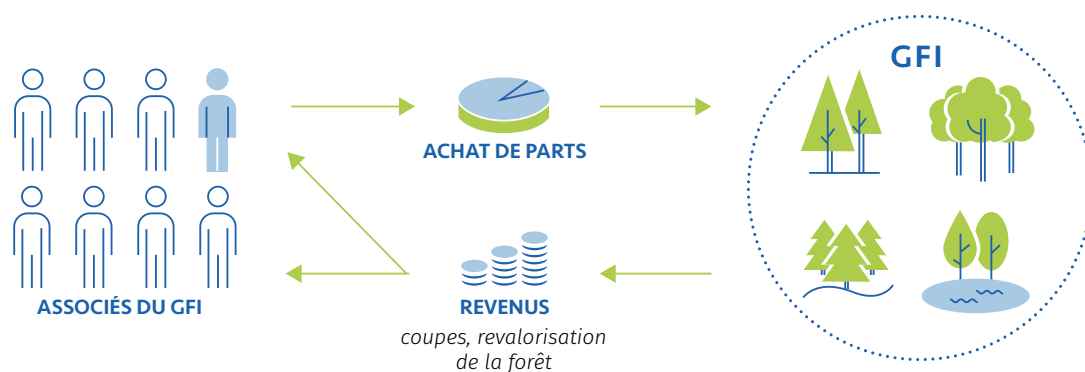 GFI
ACHAT DE PARTS
ASSOCIÉS DU GFI
REVENUS
coupes, revalorisation
de la forêt